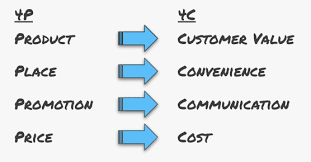 4P 4C
Product Customer Value
Place Convenience
Promotion Communication
Price Cost